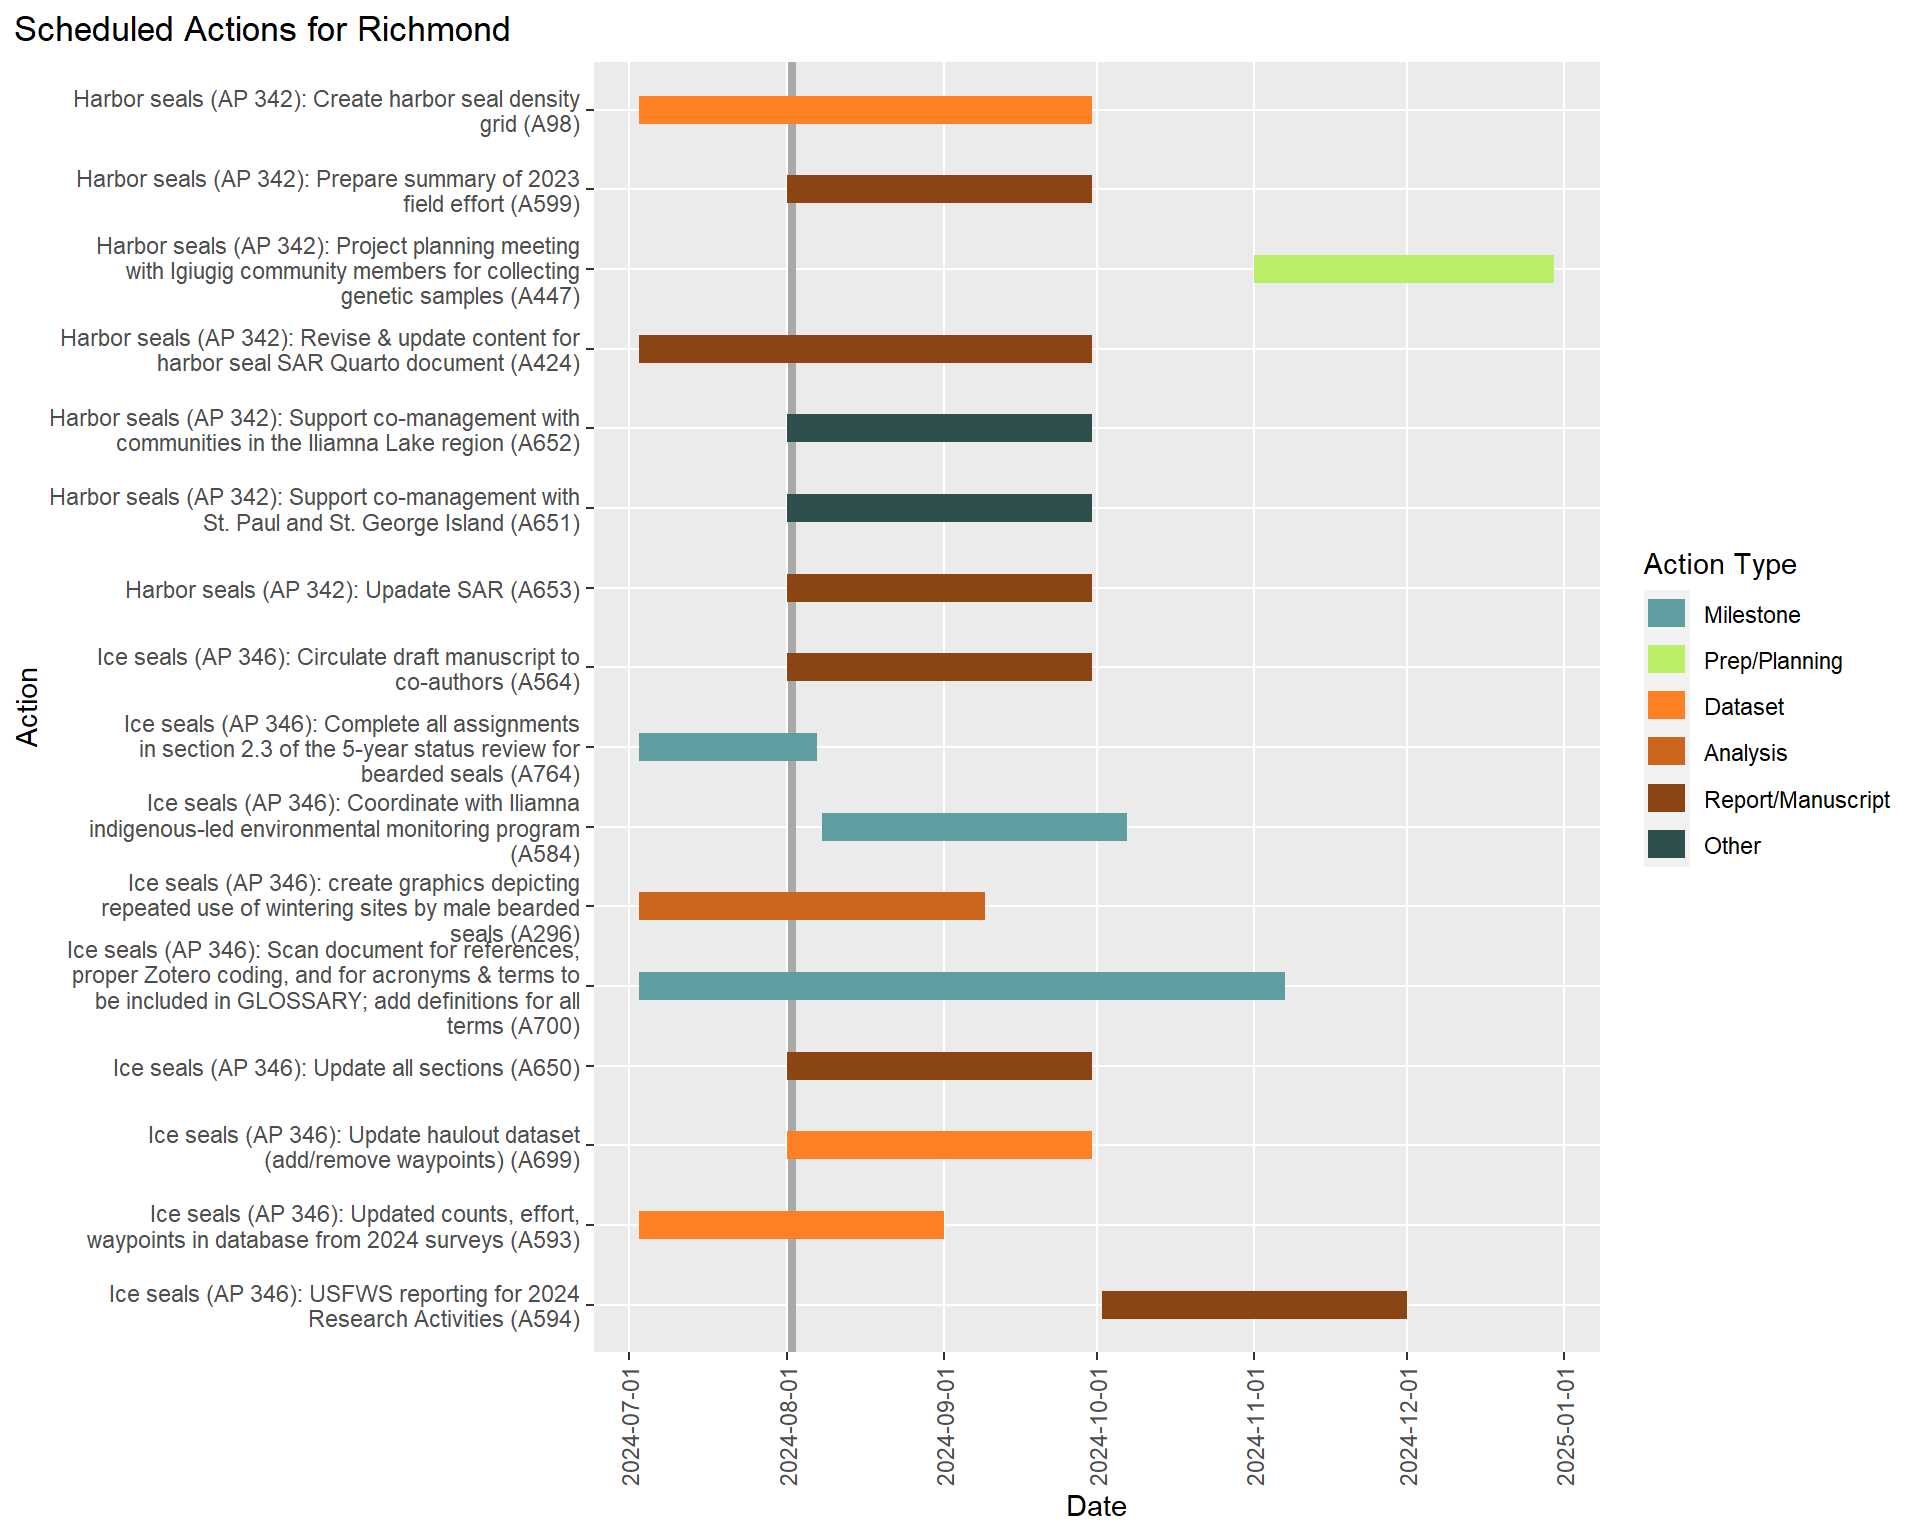 Scheduled Actions for Richmond
Harbor seals (AP 342): Create harbor seal density
grid (A98)
Harbor seals (AP 342): Prepare summary of 2023
field effort (A599)
Harbor seals (AP 342): Project planning meeting
with Igiugig community members for collecting
genetic samples (A447)
Harbor seals (AP 342): Revise & update content for
harbor seal SAR Quarto document (A424)
Harbor seals (AP 342): Support co-management with
communities in the Iliamna Lake region (A652)
Harbor seals (AP 342): Support co-management with
St. Paul and St. George Island (A651)
Harbor seals (AP 342): Upadate SAR (A653)
Ice seals (AP 346): Circulate draft manuscript to
co-authors (A564)
Ice seals (AP 346): Complete all assignments
in section 2.3 of the 5-year status review for
bearded seals (A764)
Ice seals (AP 346): Coordinate with Iliamna
indigenous-led environmental monitoring program
(A584)
Ice seals (AP 346): create graphics depicting
repeated use of wintering sites by male bearded
seals (A296)
Ice seals (AP 346): Scan document for references,
proper Zotero coding, and for acronyms & terms to
be included in GLOSSARY; add definitions for all
terms (A700)
Ice seals (AP 346): Update all sections (A650)
Ice seals (AP 346): Update haulout dataset
(add/remove waypoints) (A699)
Ice seals (AP 346): Updated counts, effort,
waypoints in database from 2024 surveys (A593)
Ice seals (AP 346): USFWS reporting for 2024
Research Activities (A594)
Action
2024-07-01
2024-08-01
2024-09-01
2024-10-01
2024-11-01
2024-12-01
2025-01-01
Date
Action Type
Milestone
Prep/Planning
Dataset
Analysis
Report/Manuscript
Other